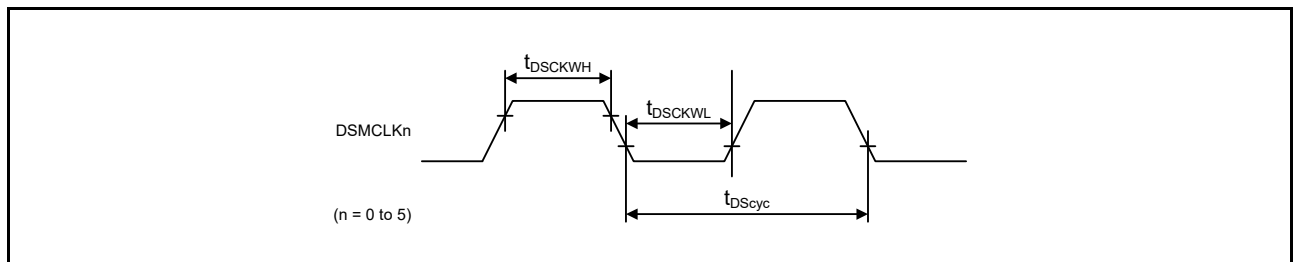 tDSCKWH
tDSCKWL
DSMCLKn
tDScyc
(n = 0 to 5)